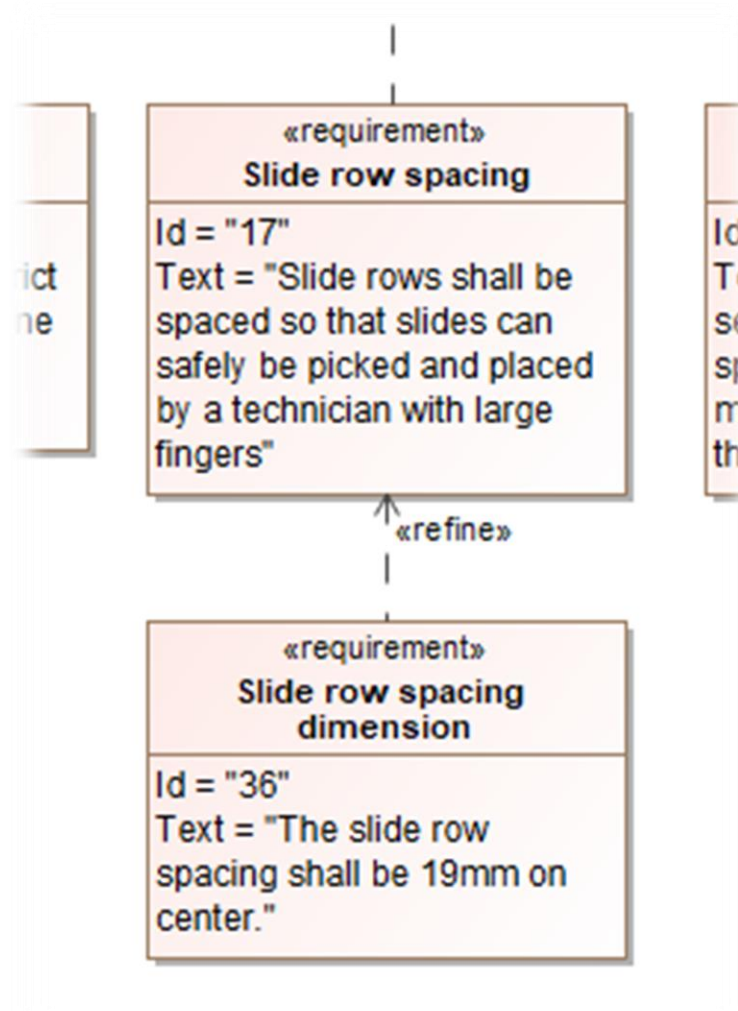 «requirement»
Slide row spacing
Id = "17"
Text = "Slide rows shall be
spaced so that slides can
safely be picked and placed
by a technician with large
fingers"
«refine»
«requirement»
Slide row spacing
dimension
Id = "36"
Text = "The slide row
spacing shall be 19mm on
center."